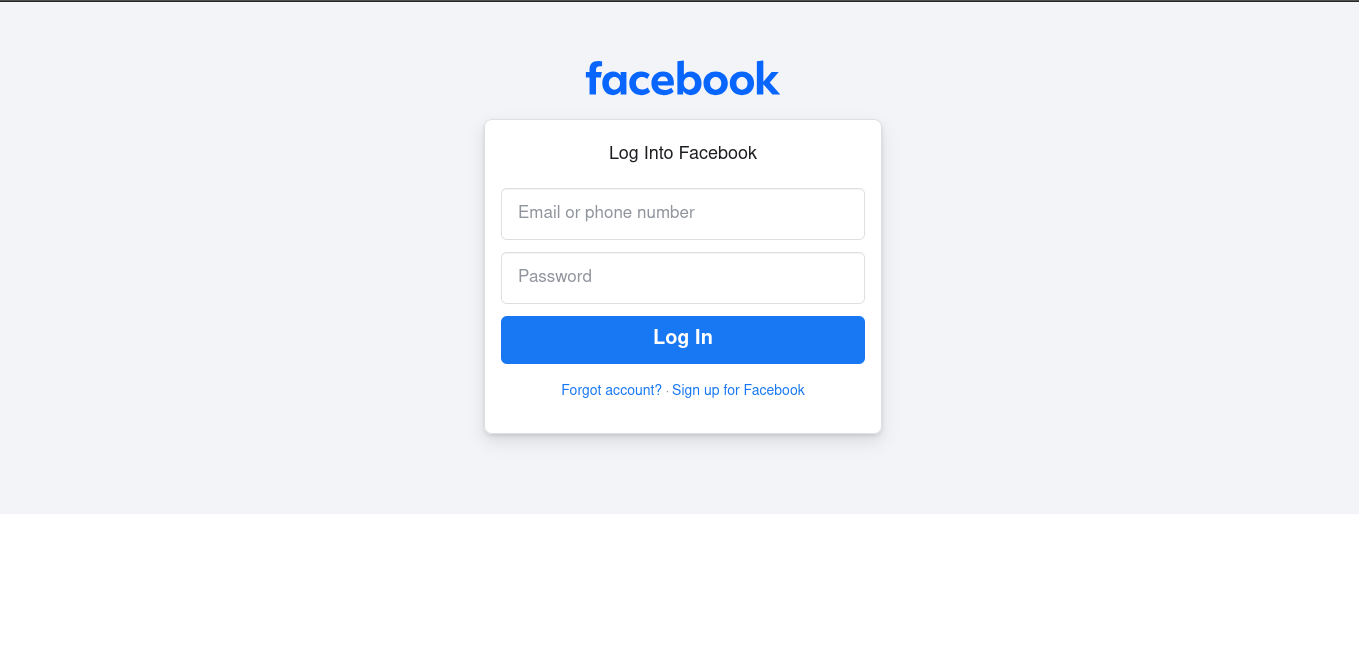 facebook
Log Into Facebook
Email or phone number
Password
Log In
Forgot account? · Sign up for Facebook